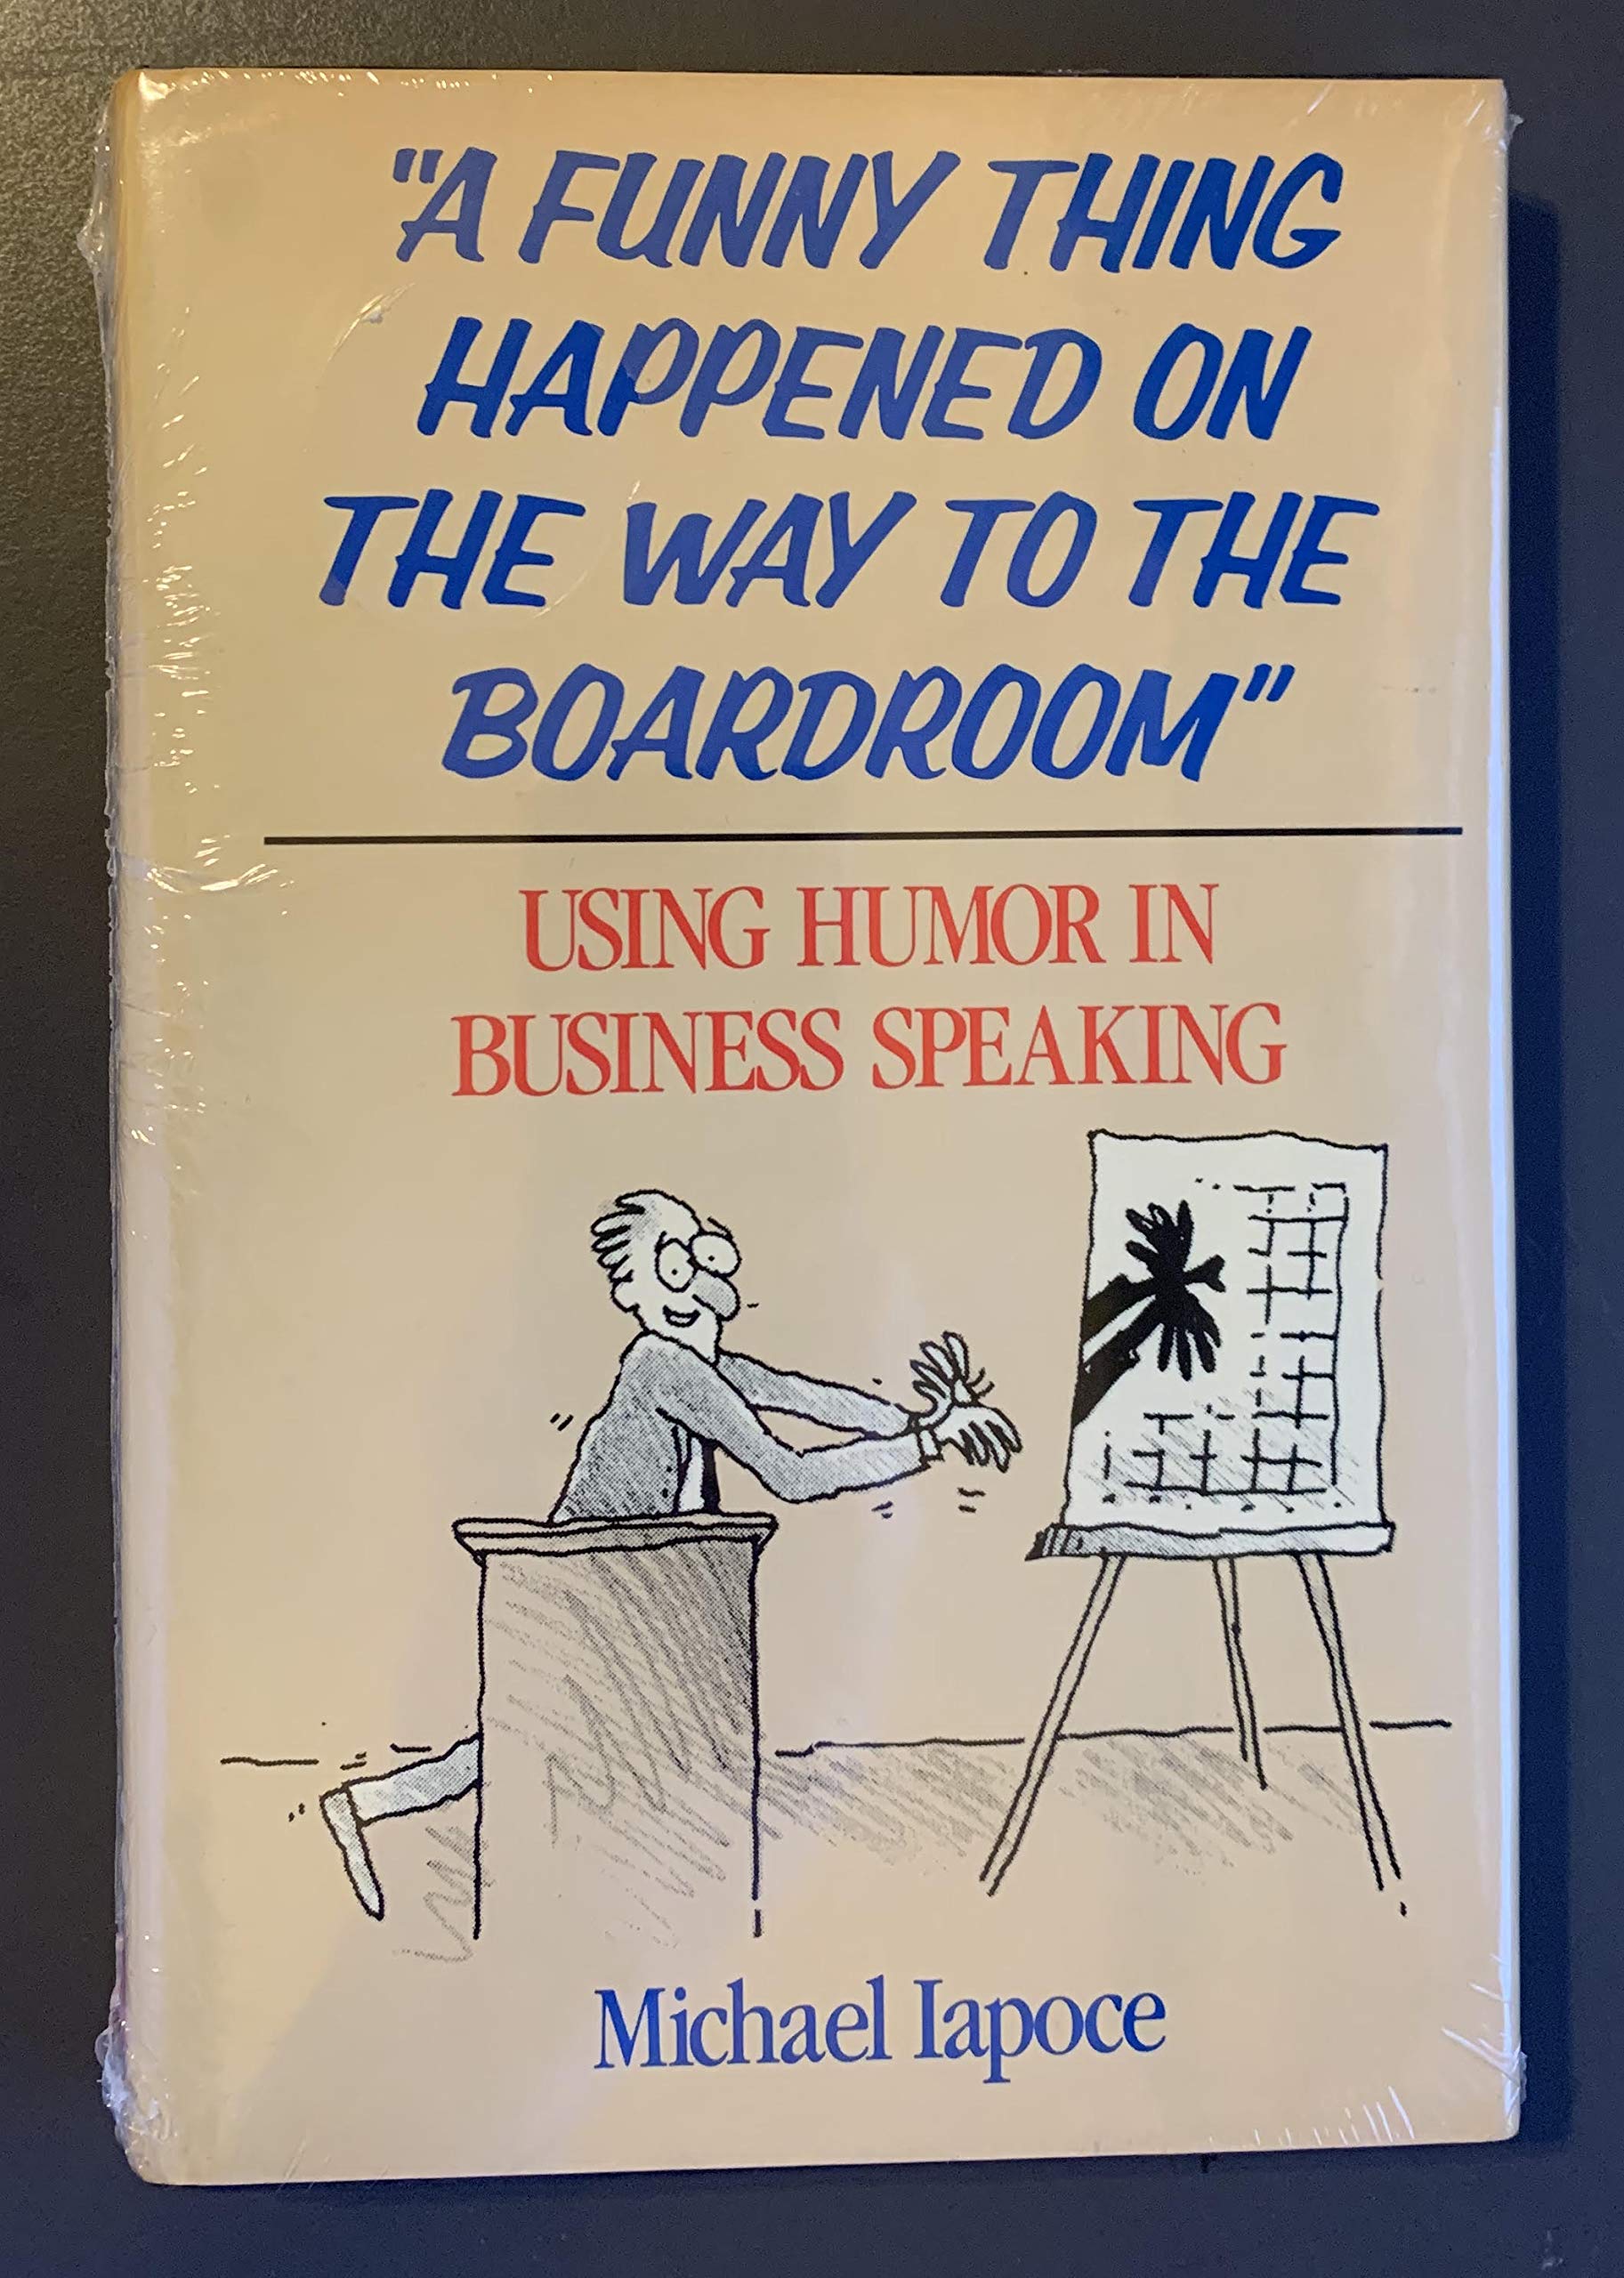 "A FUNNY THING
HAPPENED ON
THE WAY TO THE
BOARDROOM"
USING HUMOR IN
BUSINESS SPEAKING
Michael Iapoce